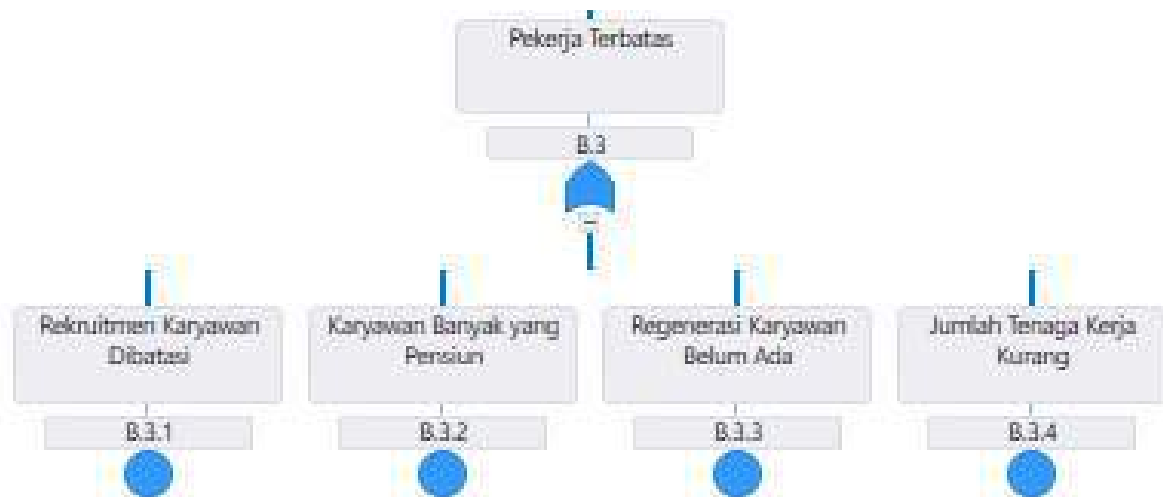 Pekerja Terbatas
B.3
Rekruitmen Karyawan
Dibatasi
Karyawan Banyak yang
Pensiun
Regenerasi Karyawan
Belum Ada
Jumlah Tenaga Kerja
Kurang
B.3.1
B.3.2
B.3.3
B.3.4